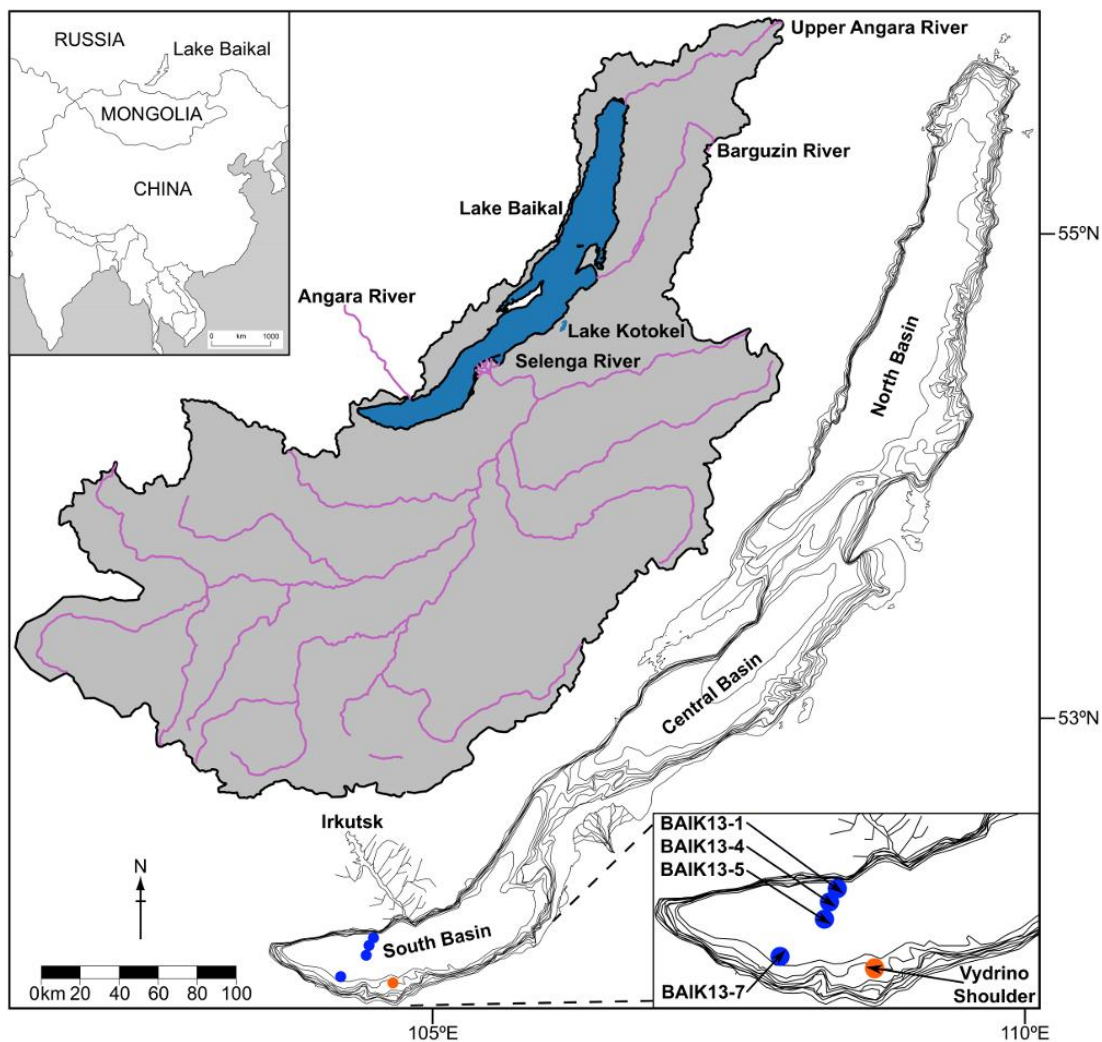 RUSSIA
Lake Baikal
MONGOLIA
CHINA
0 km 1000
Upper Angara River
Barguzin River
Lake Baikal
Angara River
Lake Kotokel
Selenga River
55ºN
North Basin
53ºN
Central Basin
Irkutsk
N
South Basin
0km 20 40 60 80 100
BAIK13-1
BAIK13-4
BAIK13-5
BAIK13-7
Vydrino
Shoulder
105ºE
110ºE